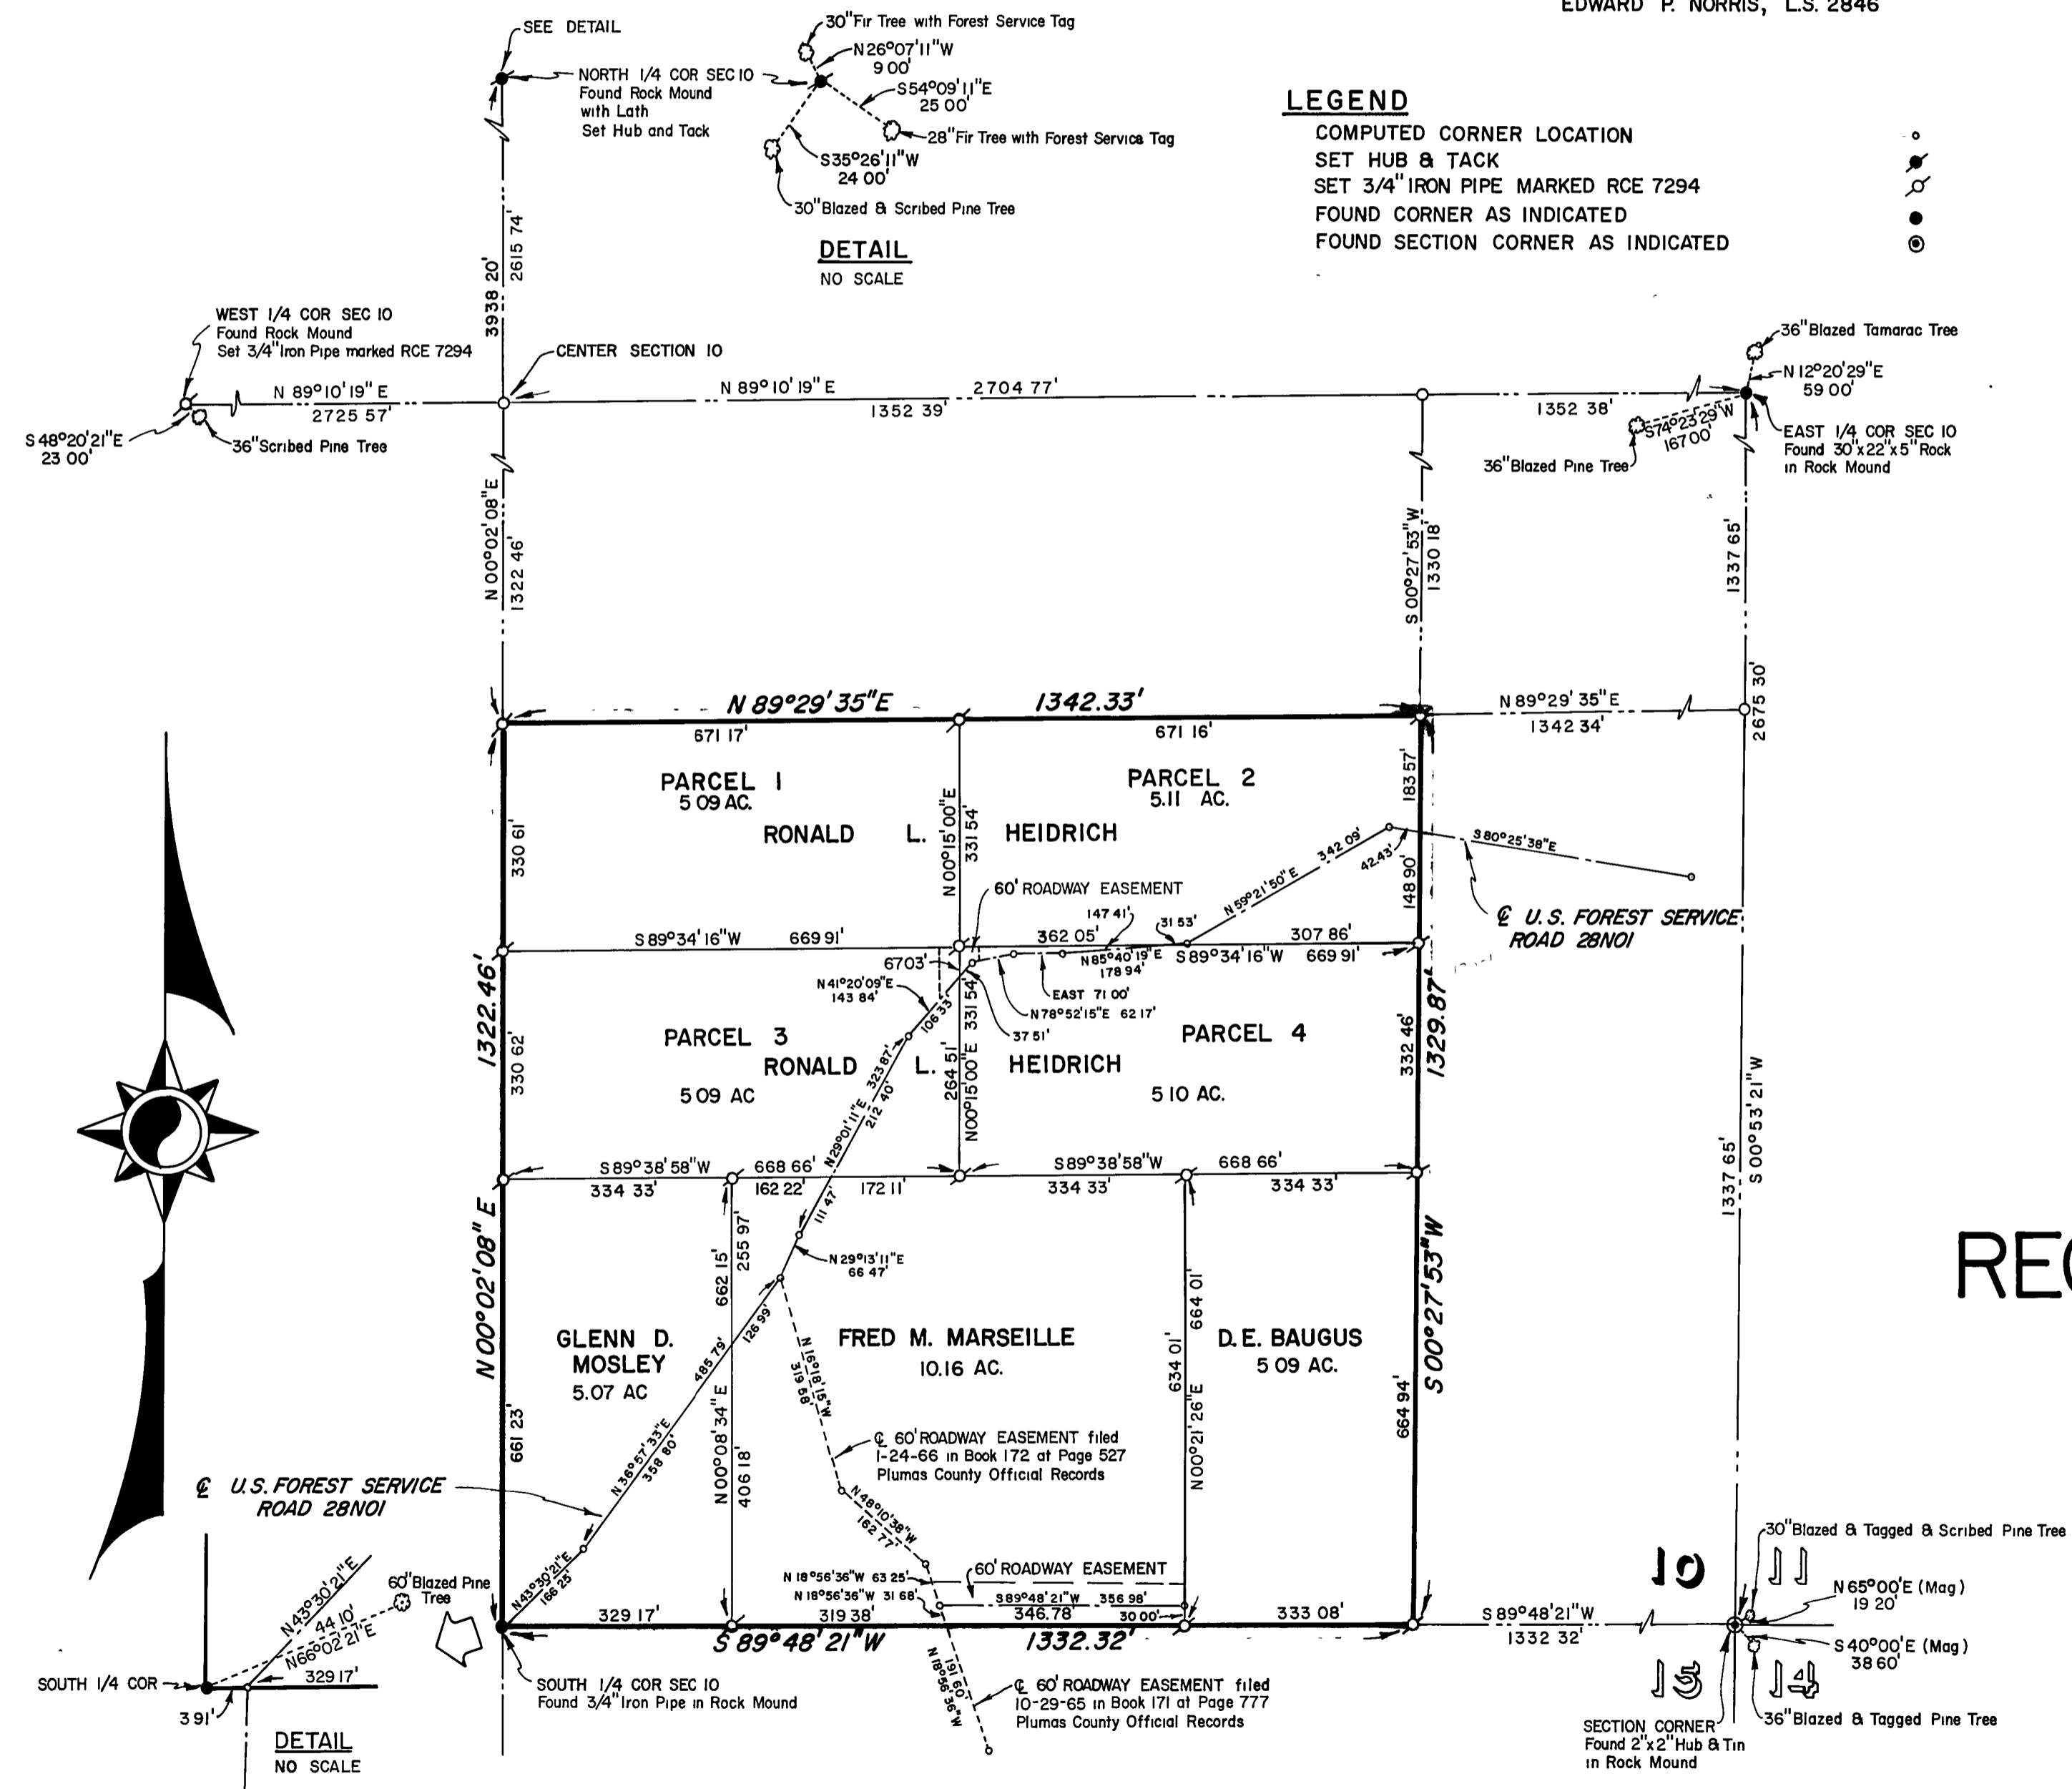 EDWARD P. NORRIS, L.S. 2846
SEE DETAIL
NORTH 1/4 COR SEC 10
Found Rock Mound
with Lath
Set Hub and Tack
30" Fir Tree with Forest Service Tag
N 26°07'11" W
9 00'
S 54°09'11" E
25 00'
28" Fir Tree with Forest Service Tag
S 35°26'11" W
24 00'
30" Blazed & Scribed Pine Tree
DETAIL
NO SCALE
LEGEND
COMPUTED CORNER LOCATION
SET HUB & TACK
SET 3/4" IRON PIPE MARKED RCE 7294
FOUND CORNER AS INDICATED
FOUND SECTION CORNER AS INDICATED
3938 20'
2615 74'
WEST 1/4 COR SEC 10
Found Rock Mound
Set 3/4" Iron Pipe marked RCE 7294
CENTER SECTION 10
N 89°10'19" E
2725 57'
S 48°20'21" E
23 00'
36" Scribed Pine Tree
N 89°10'19" E
2704 77'
1352 39'
1352 38'
36" Blazed Tamarac Tree
N 12°20'29" E
59 00'
S 74°23'29" W
167 00'
36" Blazed Pine Tree
EAST 1/4 COR SEC 10
Found 30"x 22"x 5" Rock
in Rock Mound
N 00°02'08" E
1322 46'
S 00°27'53" W
1330 18'
1337 65'
2675 30'
N 89°29'35" E
1342.33'
N 89°29'35" E
1342 34'
671 17'
671 16'
PARCEL 1
5 09 AC.
PARCEL 2
5.11 AC.
RONALD L. HEIDRICH
330 61'
N 00°15'00" E
331 54'
183 57'
148 90'
42.43'
342 09'
N 59°21'50" E
S 80°25'38" E
℄ U.S. FOREST SERVICE
ROAD 28N01
60' ROADWAY EASEMENT
147 41'
31 53'
S 89°34'16" W
669 91'
362 05'
307 86'
N 85°40'19" E
178 94'
S 89°34'16" W 669 91'
67 03'
N 41°20'09" E
143 84'
106 33'
EAST 71 00'
N 78°52'15" E 62 17'
37 51'
1322.46'
330 62'
PARCEL 3
5 09 AC
RONALD L. HEIDRICH
PARCEL 4
5 10 AC.
331 54'
264 51'
N 00°15'00" E
332 46'
1329.87'
323 87'
N 29°01'11" E
212 40'
111 47'
S 89°38'58" W
668 66'
334 33'
162 22'
172 11'
S 89°38'58" W
668 66'
334 33'
334 33'
1337 65'
S 00°53'21" W
N 00°02'08" E
662 15'
255 97'
N 29°13'11" E
66 47'
664 01'
634 01'
S 00°27'53" W
REC
GLENN D.
MOSLEY
5.07 AC
FRED M. MARSEILLE
10.16 AC.
D. E. BAUGUS
5 09 AC.
126 99'
485 79'
N 36°57'33" E
358 80'
N 16°18'15" W
319 58'
661 23'
N 00°08'34" E
406 18'
N 00°21'26" E
664 94'
℄ 60' ROADWAY EASEMENT filed
1-24-66 in Book 172 at Page 527
Plumas County Official Records
℄ U.S. FOREST SERVICE
ROAD 28N01
N 48°10'38" W
162 77'
60' ROADWAY EASEMENT
N 18°56'36" W 63 25'
N 18°56'36" W 31 68'
S 89°48'21" W 356 98'
346.78'
30 00'
N 43°30'21" E
166 25'
329 17'
319 38'
333 08'
S 89°48'21" W
1332.32'
S 89°48'21" W
1332 32'
SOUTH 1/4 COR SEC 10
Found 3/4" Iron Pipe in Rock Mound
N 18°56'36" W
191 60'
℄ 60' ROADWAY EASEMENT filed
10-29-65 in Book 171 at Page 777
Plumas County Official Records
N 43°30'21" E
60" Blazed Pine
Tree
44 10'
N 66°02'21" E
329 17'
SOUTH 1/4 COR
3 91'
DETAIL
NO SCALE
10
11
15
14
30" Blazed & Tagged & Scribed Pine Tree
N 65°00' E (Mag)
19 20'
S 40°00' E (Mag)
38 60'
36" Blazed & Tagged Pine Tree
SECTION CORNER
Found 2"x 2" Hub & Tin
in Rock Mound